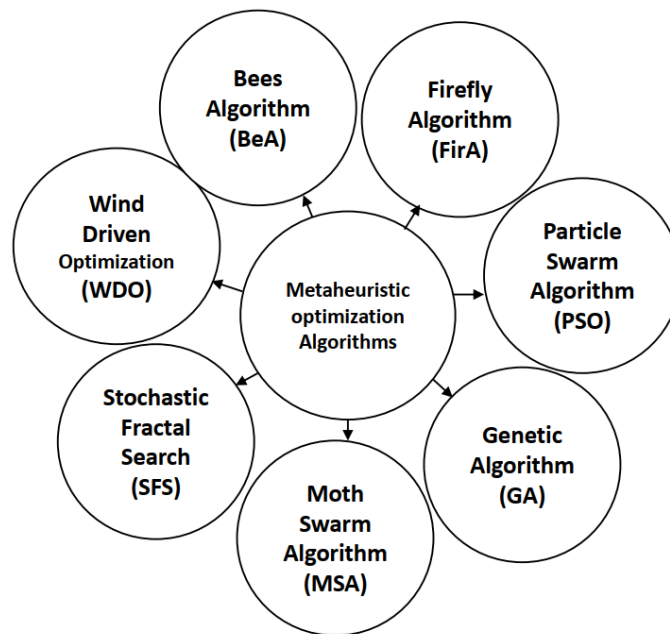 Bees
Algorithm
(BeA)
Firefly
Algorithm
(FirA)
Wind
Driven
Optimization
(WDO)
Particle
Swarm
Algorithm
(PSO)
Metaheuristic
optimization
Algorithms
Stochastic
Fractal
Search
(SFS)
Genetic
Algorithm
(GA)
Moth
Swarm
Algorithm
(MSA)